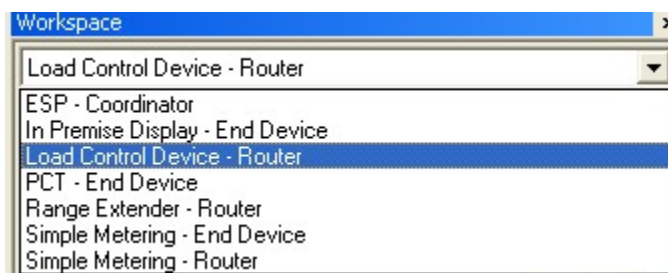 Workspace
Load Control Device - Router
ESP - Coordinator
In Premise Display - End Device
Load Control Device - Router
PCT - End Device
Range Extender - Router
Simple Metering - End Device
Simple Metering - Router